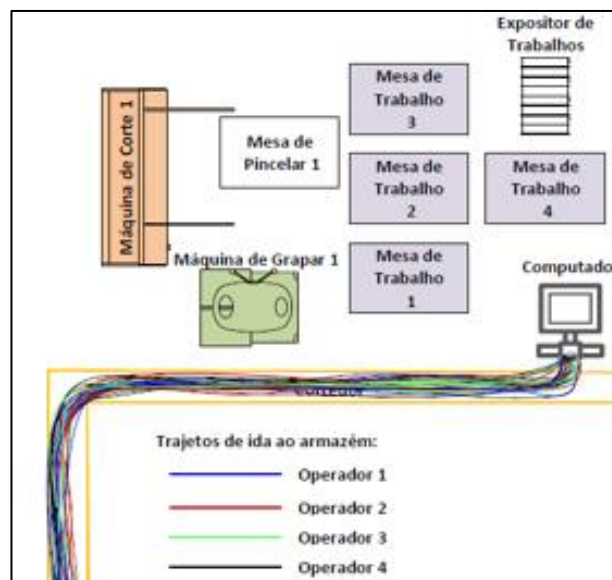 Expositor de
Trabalhos
Máquina de Corte 1
Mesa de
Trabalho
3
Mesa de
Pincelar 1
Mesa de
Trabalho
2
Mesa de
Trabalho
4
Máquina de Grapar 1
Mesa de
Trabalho
1
Computado
Trajetos de ida ao armazém:
Operador 1
Operador 2
Operador 3
Operador 4